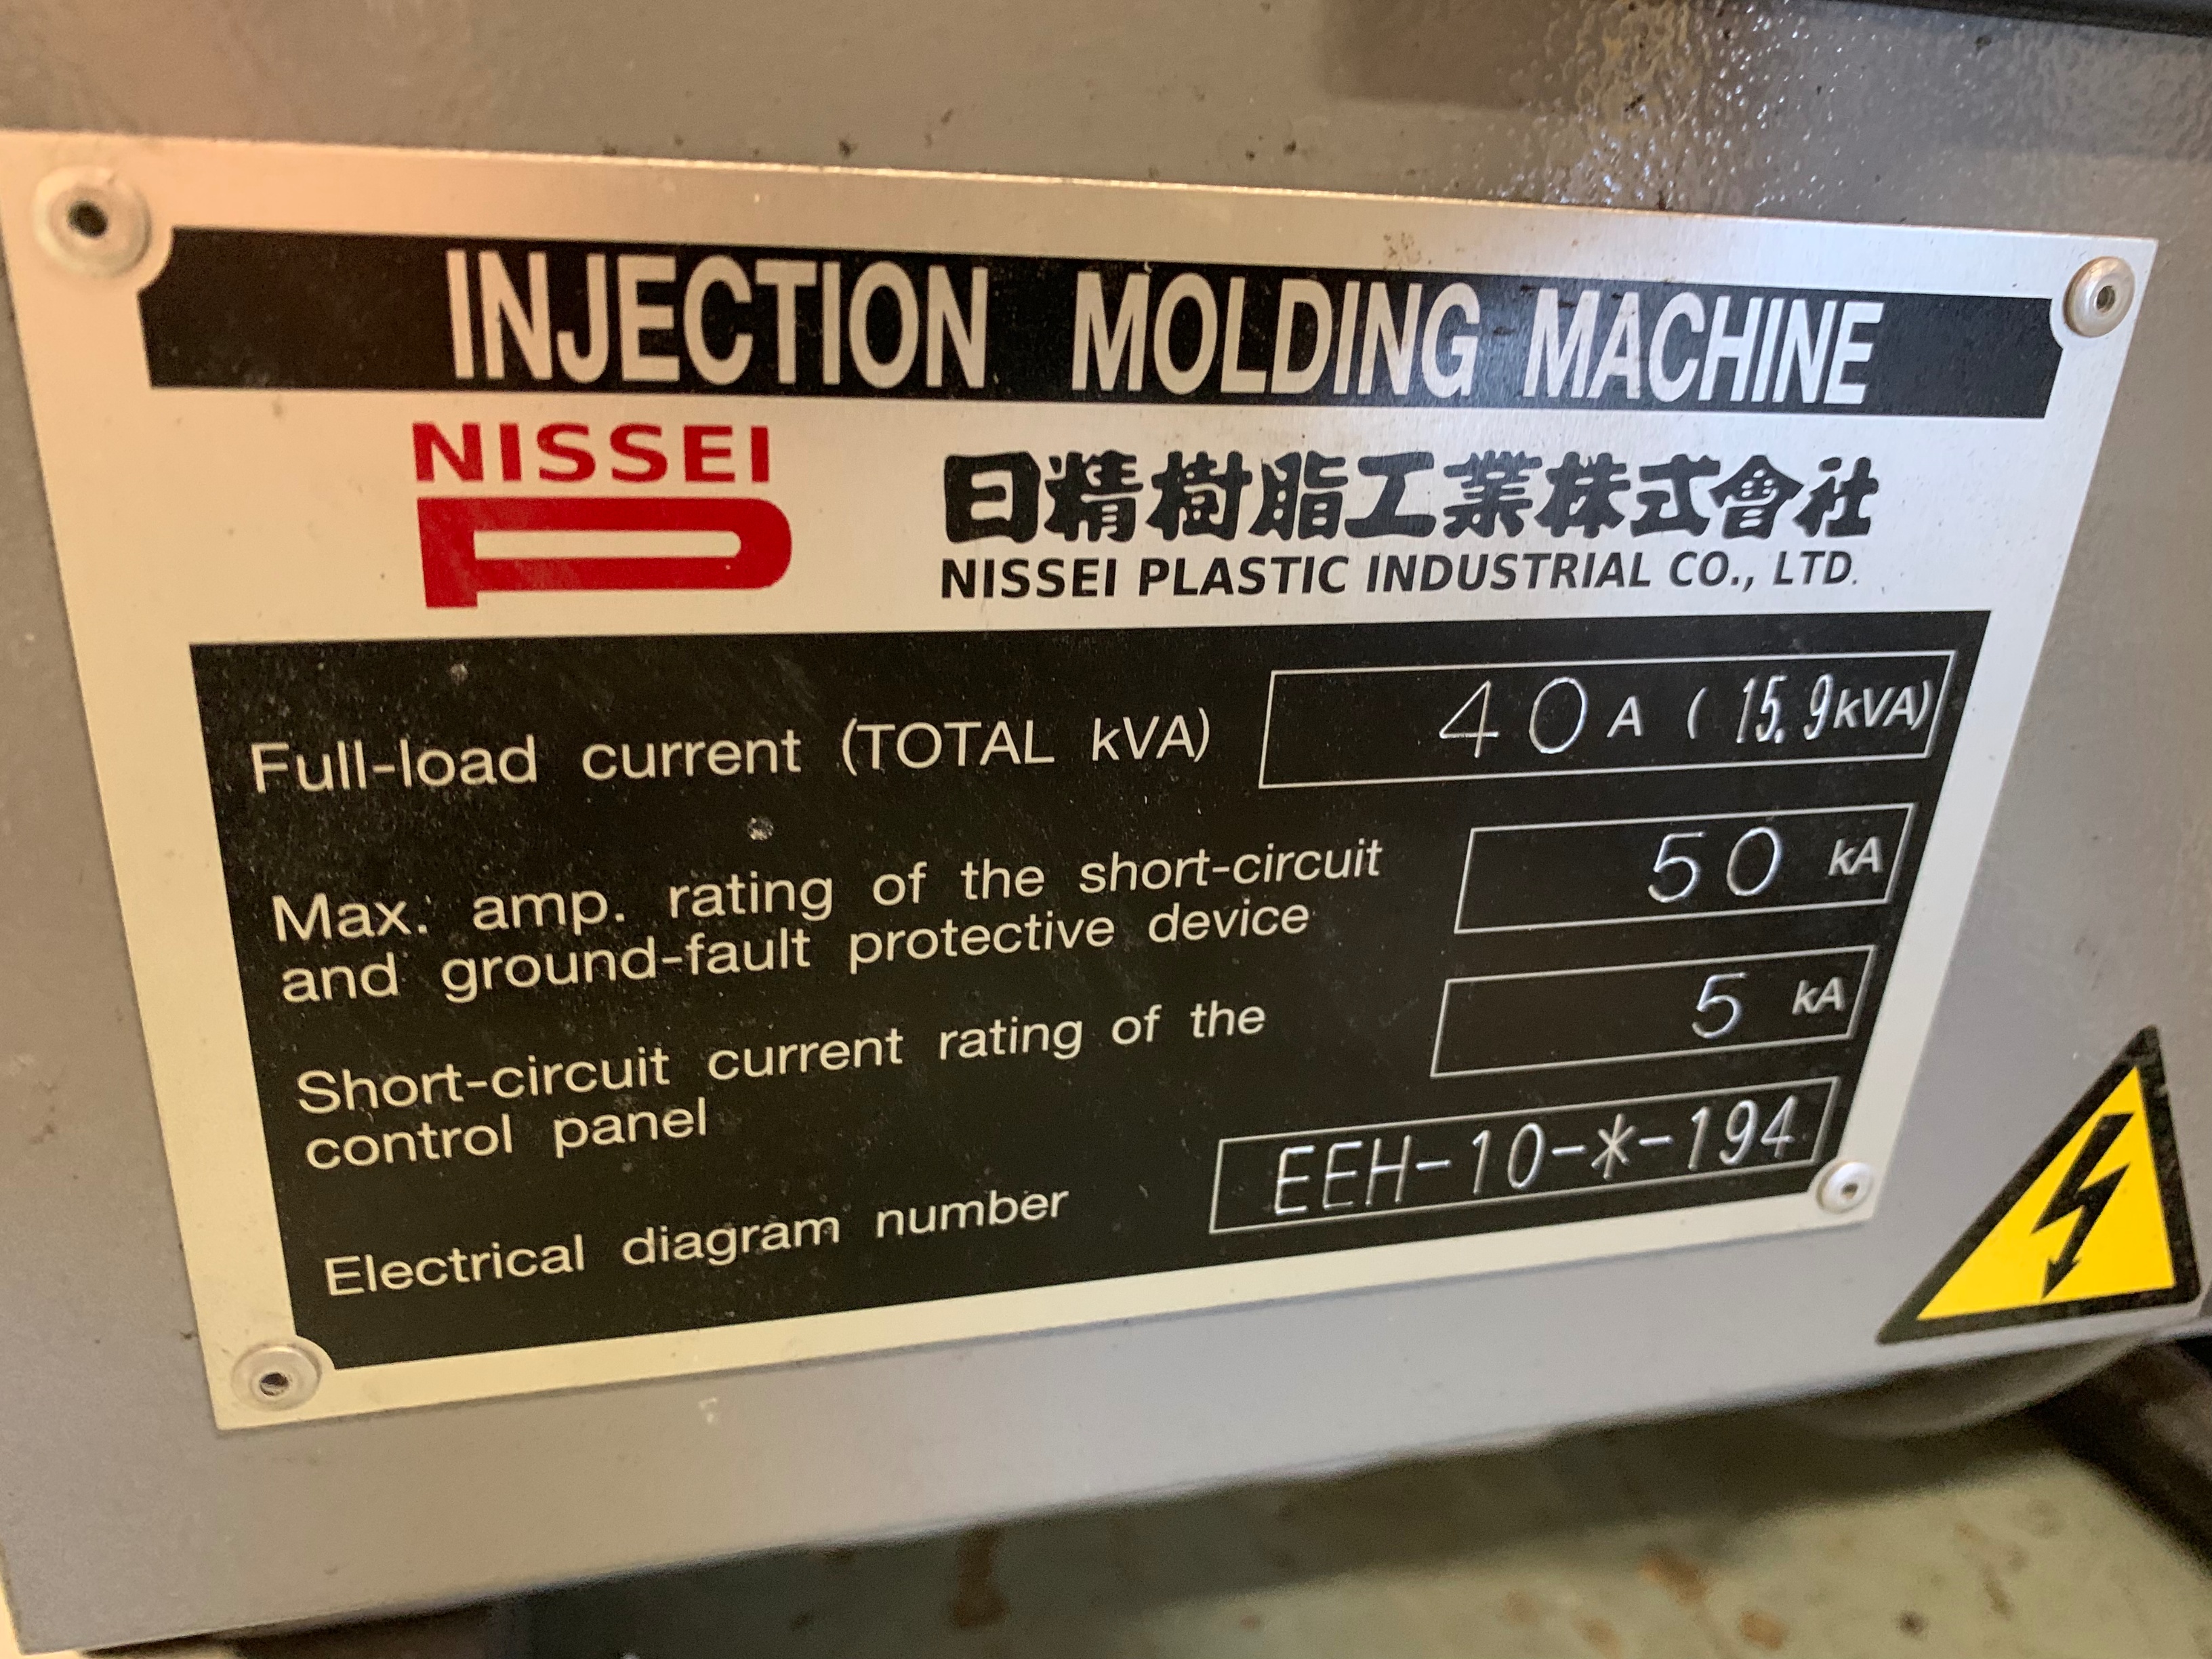 INJECTION MOLDING MACHINE
NISSEI
日精樹脂工業株式會社
NISSEI PLASTIC INDUSTRIAL CO., LTD.
Full-load current (TOTAL kVA) 40 A ( 15.9 kVA)
Max. amp. rating of the short-circuit
and ground-fault protective device 50 kA
Short-circuit current rating of the
control panel 5 kA
Electrical diagram number EEH-10-*-194